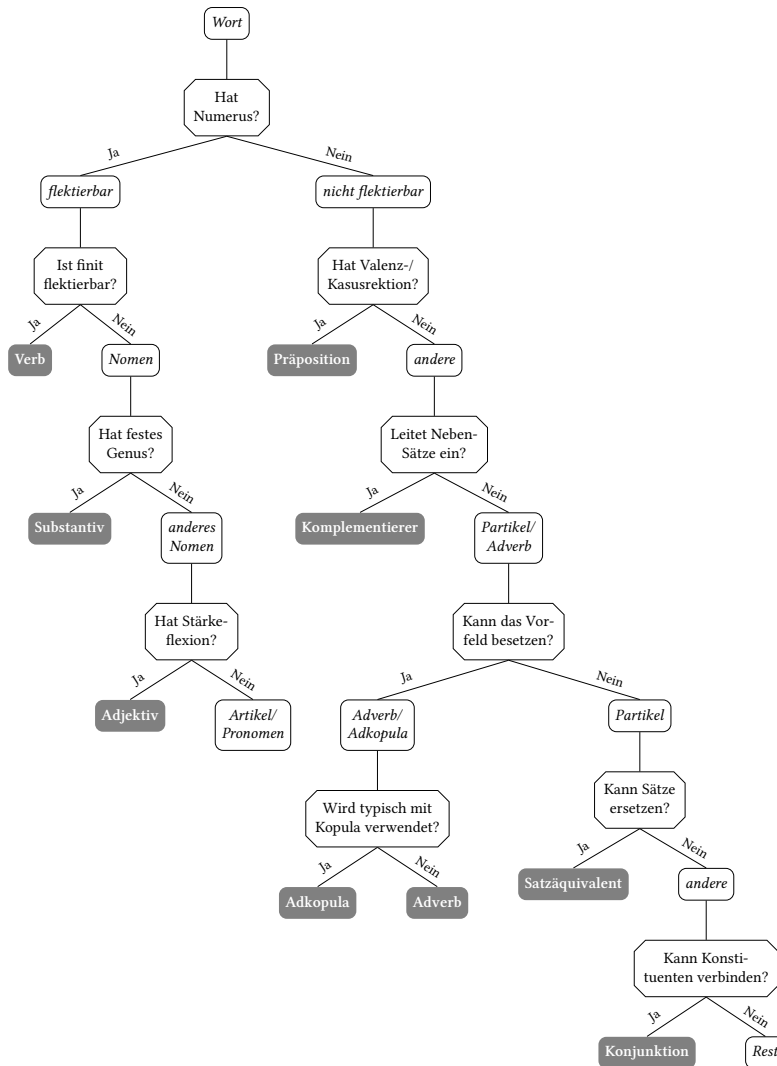 Wort
Hat
Numerus?
Ja
Nein
flektierbar
nicht flektierbar
Ist finit
flektierbar?
Hat Valenz-/
Kasusrektion?
Ja
Nein
Ja
Nein
Verb
Nomen
Präposition
andere
Hat festes
Genus?
Leitet Neben-
Sätze ein?
Ja
Nein
Ja
Nein
Substantiv
anderes
Nomen
Komplementierer
Partikel/
Adverb
Hat Stärke-
flexion?
Kann das Vor-
feld besetzen?
Ja
Nein
Ja
Nein
Adjektiv
Artikel/
Pronomen
Adverb/
Adkopula
Partikel
Wird typisch mit
Kopula verwendet?
Kann Sätze
ersetzen?
Ja
Nein
Ja
Nein
Adkopula
Adverb
Satzäquivalent
andere
Kann Konsti-
tuenten verbinden?
Ja
Nein
Konjunktion
Rest